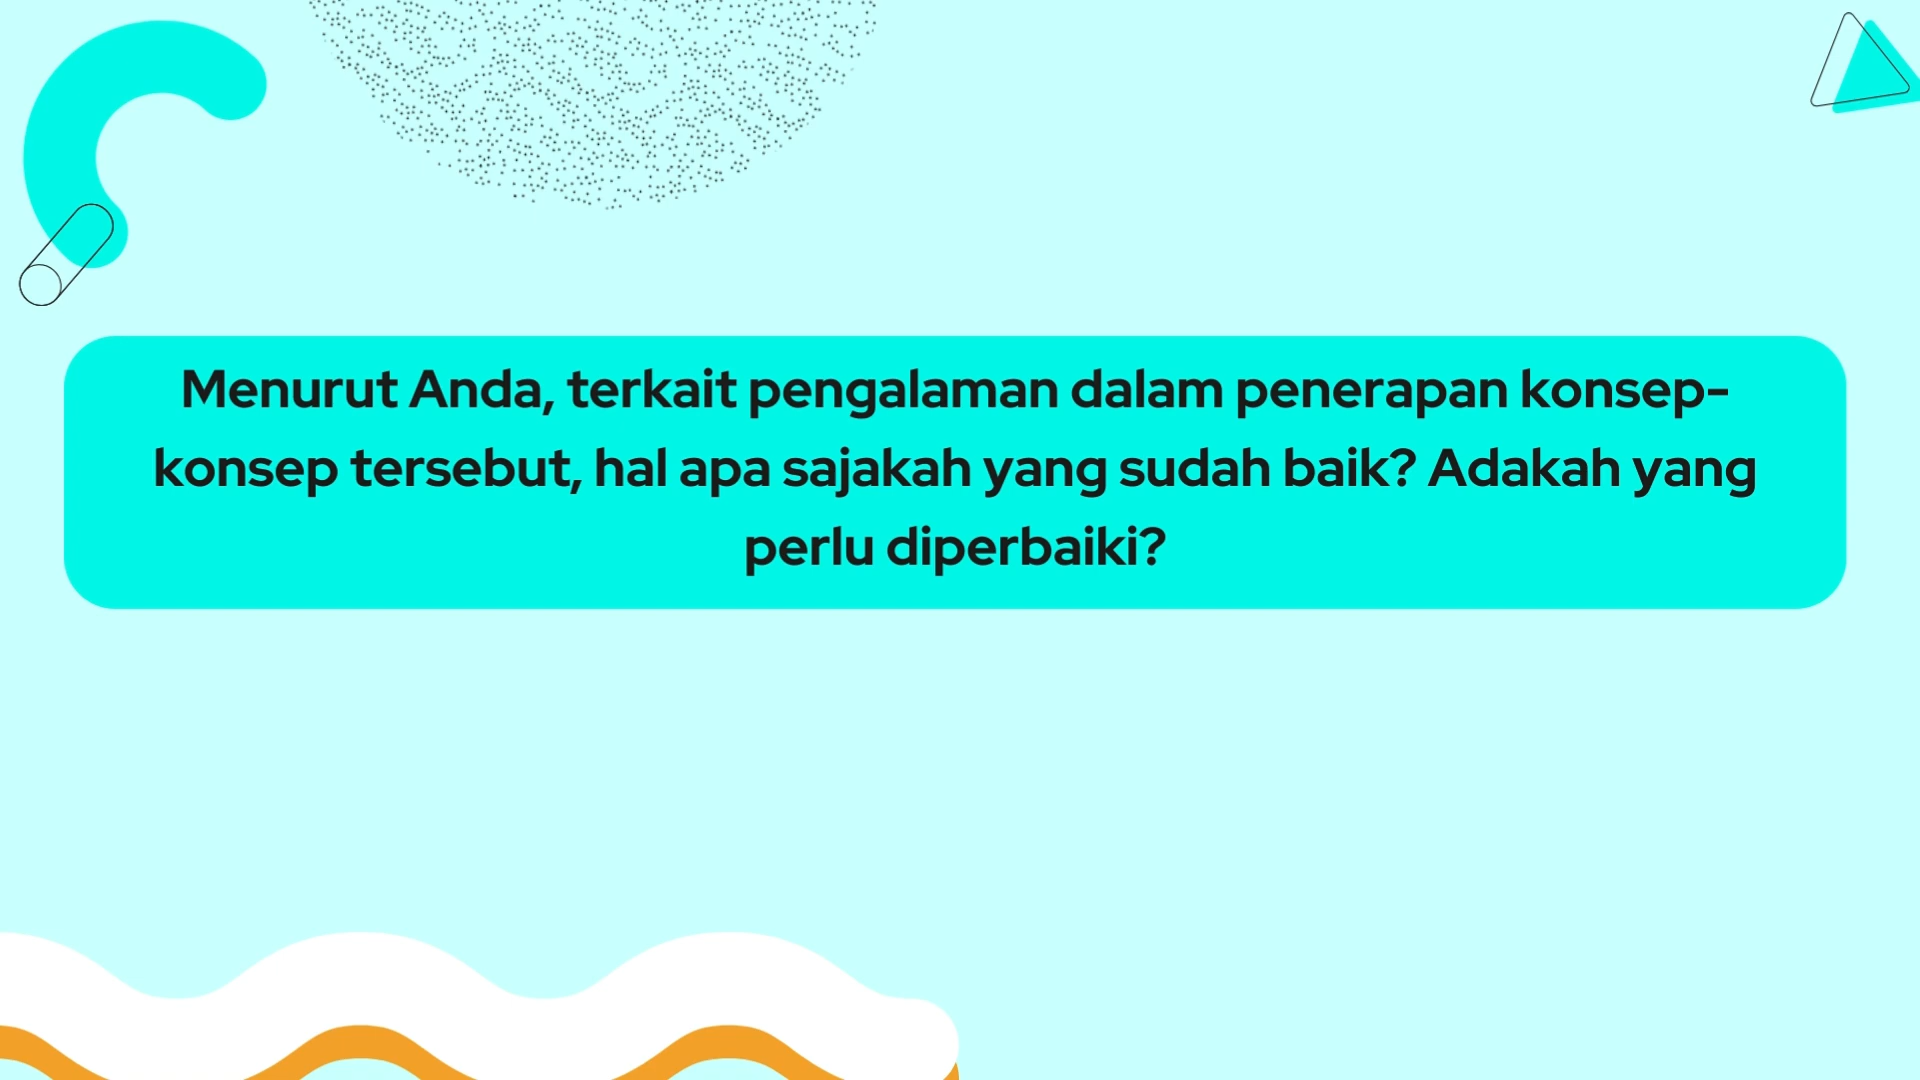 Menurut Anda, terkait pengalaman dalam penerapan konsep-
konsep tersebut, hal apa sajakah yang sudah baik? Adakah yang
perlu diperbaiki?